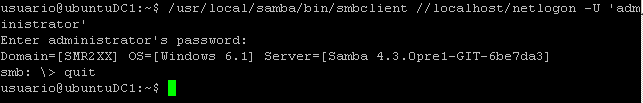 usuario@ubuntuDC1:~$ /usr/local/samba/bin/smbclient //localhost/netlogon -U 'adm
inistrator'
Enter administrator's password:
Domain=[SMR2XX] OS=[Windows 6.1] Server=[Samba 4.3.0pre1-GIT-6be7da3]
smb: \> quit
usuario@ubuntuDC1:~$